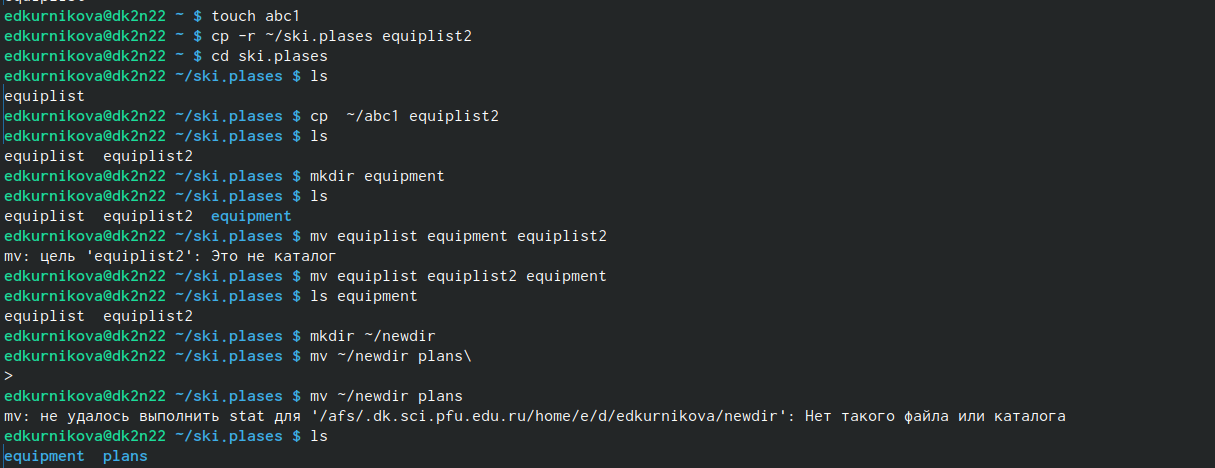 edkurnikova@dk2n22 ~ $ touch abc1
edkurnikova@dk2n22 ~ $ cp -r ~/ski.plases equiplist2
edkurnikova@dk2n22 ~ $ cd ski.plases
edkurnikova@dk2n22 ~/ski.plases $ ls
equiplist
edkurnikova@dk2n22 ~/ski.plases $ cp  ~/abc1 equiplist2
edkurnikova@dk2n22 ~/ski.plases $ ls
equiplist  equiplist2
edkurnikova@dk2n22 ~/ski.plases $ mkdir equipment
edkurnikova@dk2n22 ~/ski.plases $ ls
equiplist  equiplist2  equipment
edkurnikova@dk2n22 ~/ski.plases $ mv equiplist equipment equiplist2
mv: цель 'equiplist2': Это не каталог
edkurnikova@dk2n22 ~/ski.plases $ mv equiplist equiplist2 equipment
edkurnikova@dk2n22 ~/ski.plases $ ls equipment
equiplist  equiplist2
edkurnikova@dk2n22 ~/ski.plases $ mkdir ~/newdir
edkurnikova@dk2n22 ~/ski.plases $ mv ~/newdir plans\
>
edkurnikova@dk2n22 ~/ski.plases $ mv ~/newdir plans
mv: не удалось выполнить stat для '/afs/.dk.sci.pfu.edu.ru/home/e/d/edkurnikova/newdir': Нет такого файла или каталога
edkurnikova@dk2n22 ~/ski.plases $ ls
equipment  plans